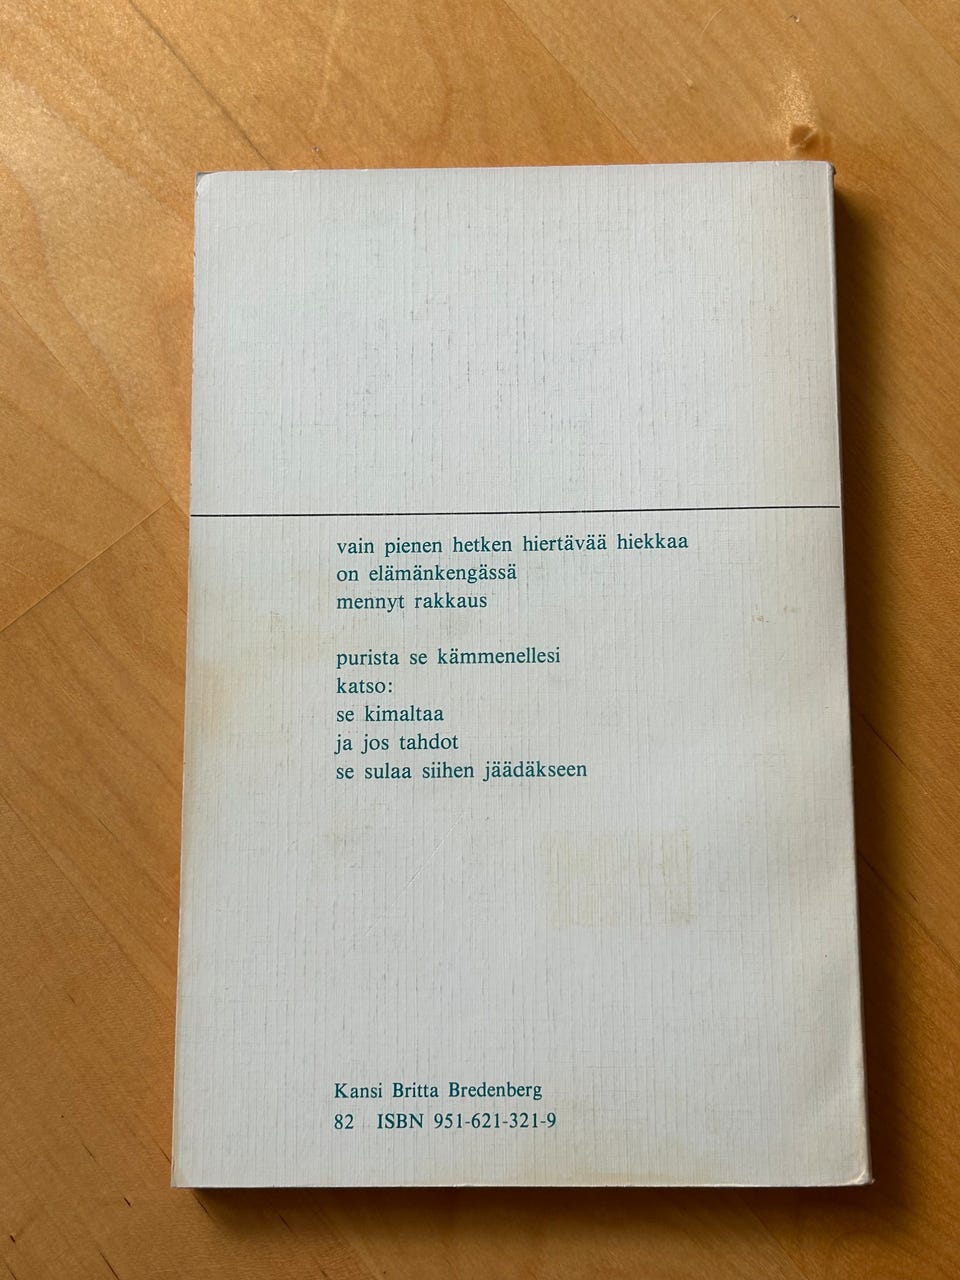 vain pienen hetken hiertävää hiekkaa
on elämänkengässä
mennyt rakkaus
purista se kämmenellesi
katso:
se kimaltaa
ja jos tahdot
se sulaa siihen jäädäkseen
Kansi Britta Bredenberg
82 ISBN 951-621-321-9